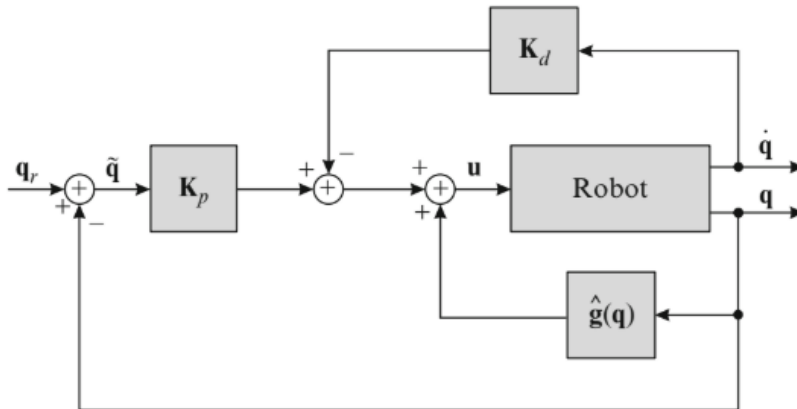 K_d
q_r
q̃
K_p
+
−
+
+
−
+
+
+
+
u
Robot
q̇
q
ĝ(q)